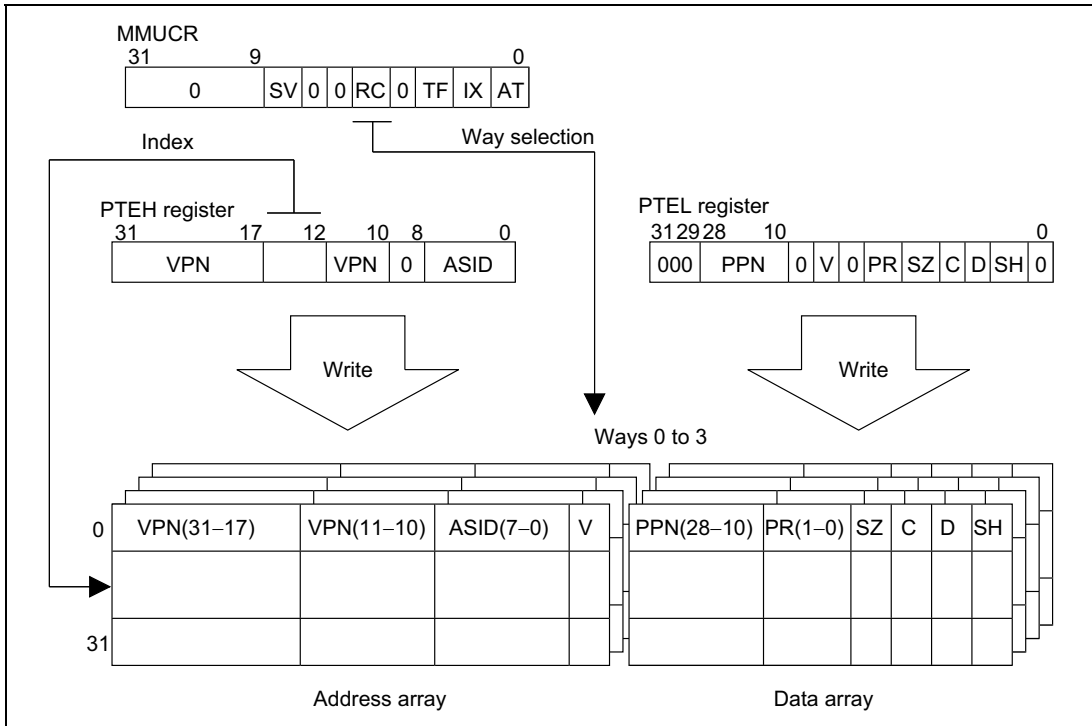 MMUCR
31 9 0
0 SV 0 0 RC 0 TF IX AT
Index
Way selection
PTEH register
31 17 12 10 8 0
VPN VPN 0 ASID
PTEL register
31 29 28 10 0
000 PPN 0 V 0 PR SZ C D SH 0
Write
Write
Ways 0 to 3
0 VPN(31–17) VPN(11–10) ASID(7–0) V PPN(28–10) PR(1–0) SZ C D SH
31
Address array
Data array